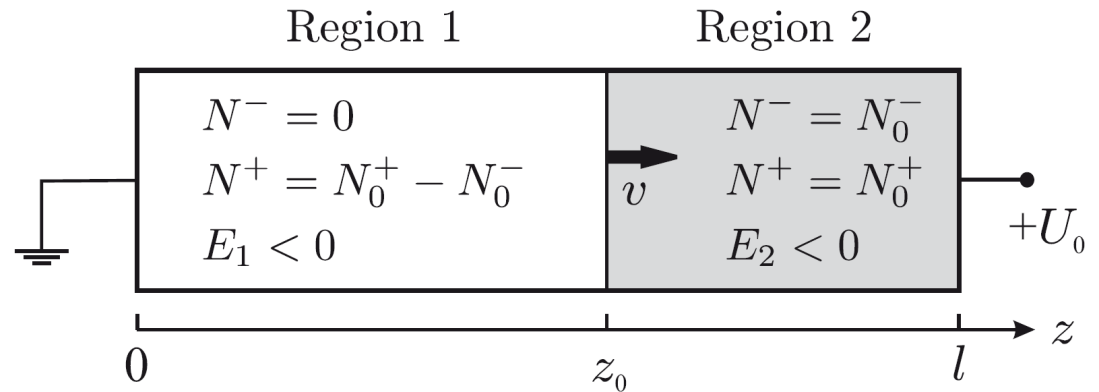 Region 1
Region 2
N⁻ = 0
N⁺ = N₀⁺ − N₀⁻
E₁ < 0
N⁻ = N₀⁻
N⁺ = N₀⁺
E₂ < 0
v
+U₀
0
z₀
l
z